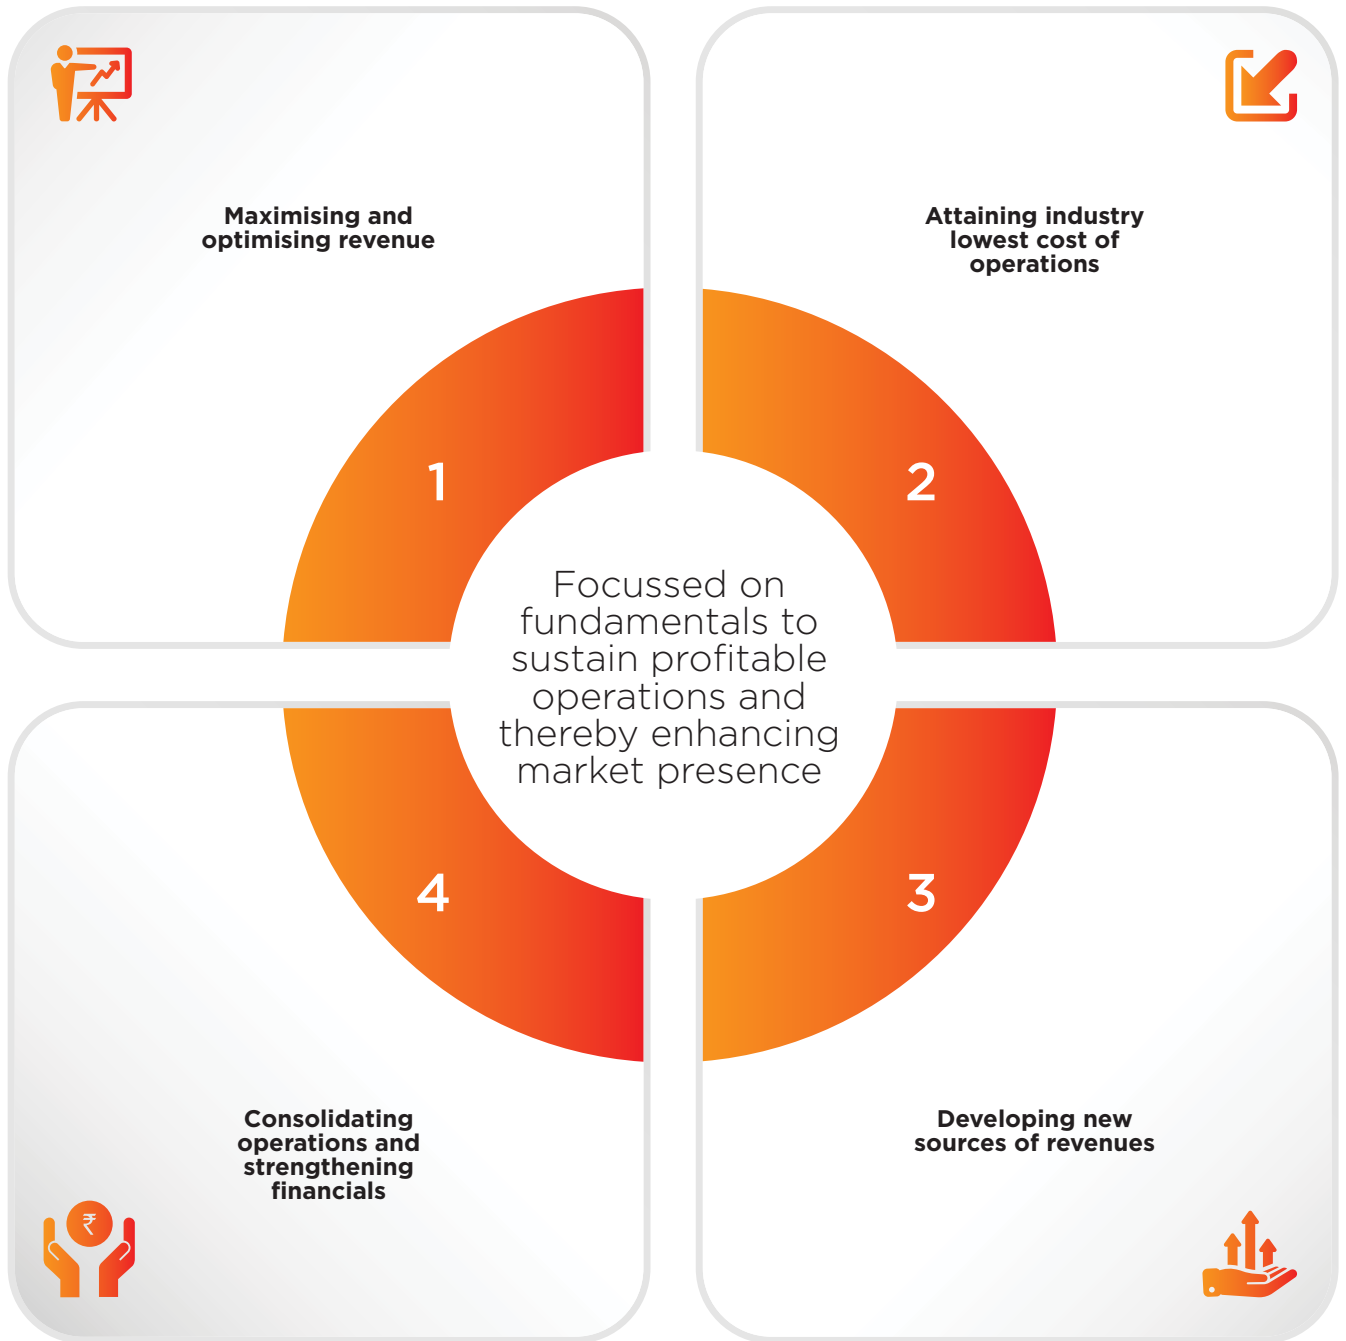 Maximising and
optimising revenue
1
Attaining industry
lowest cost of
operations
2
Focussed on
fundamentals to
sustain profitable
operations and
thereby enhancing
market presence
3
Developing new
sources of revenues
4
Consolidating
operations and
strengthening
financials
₹